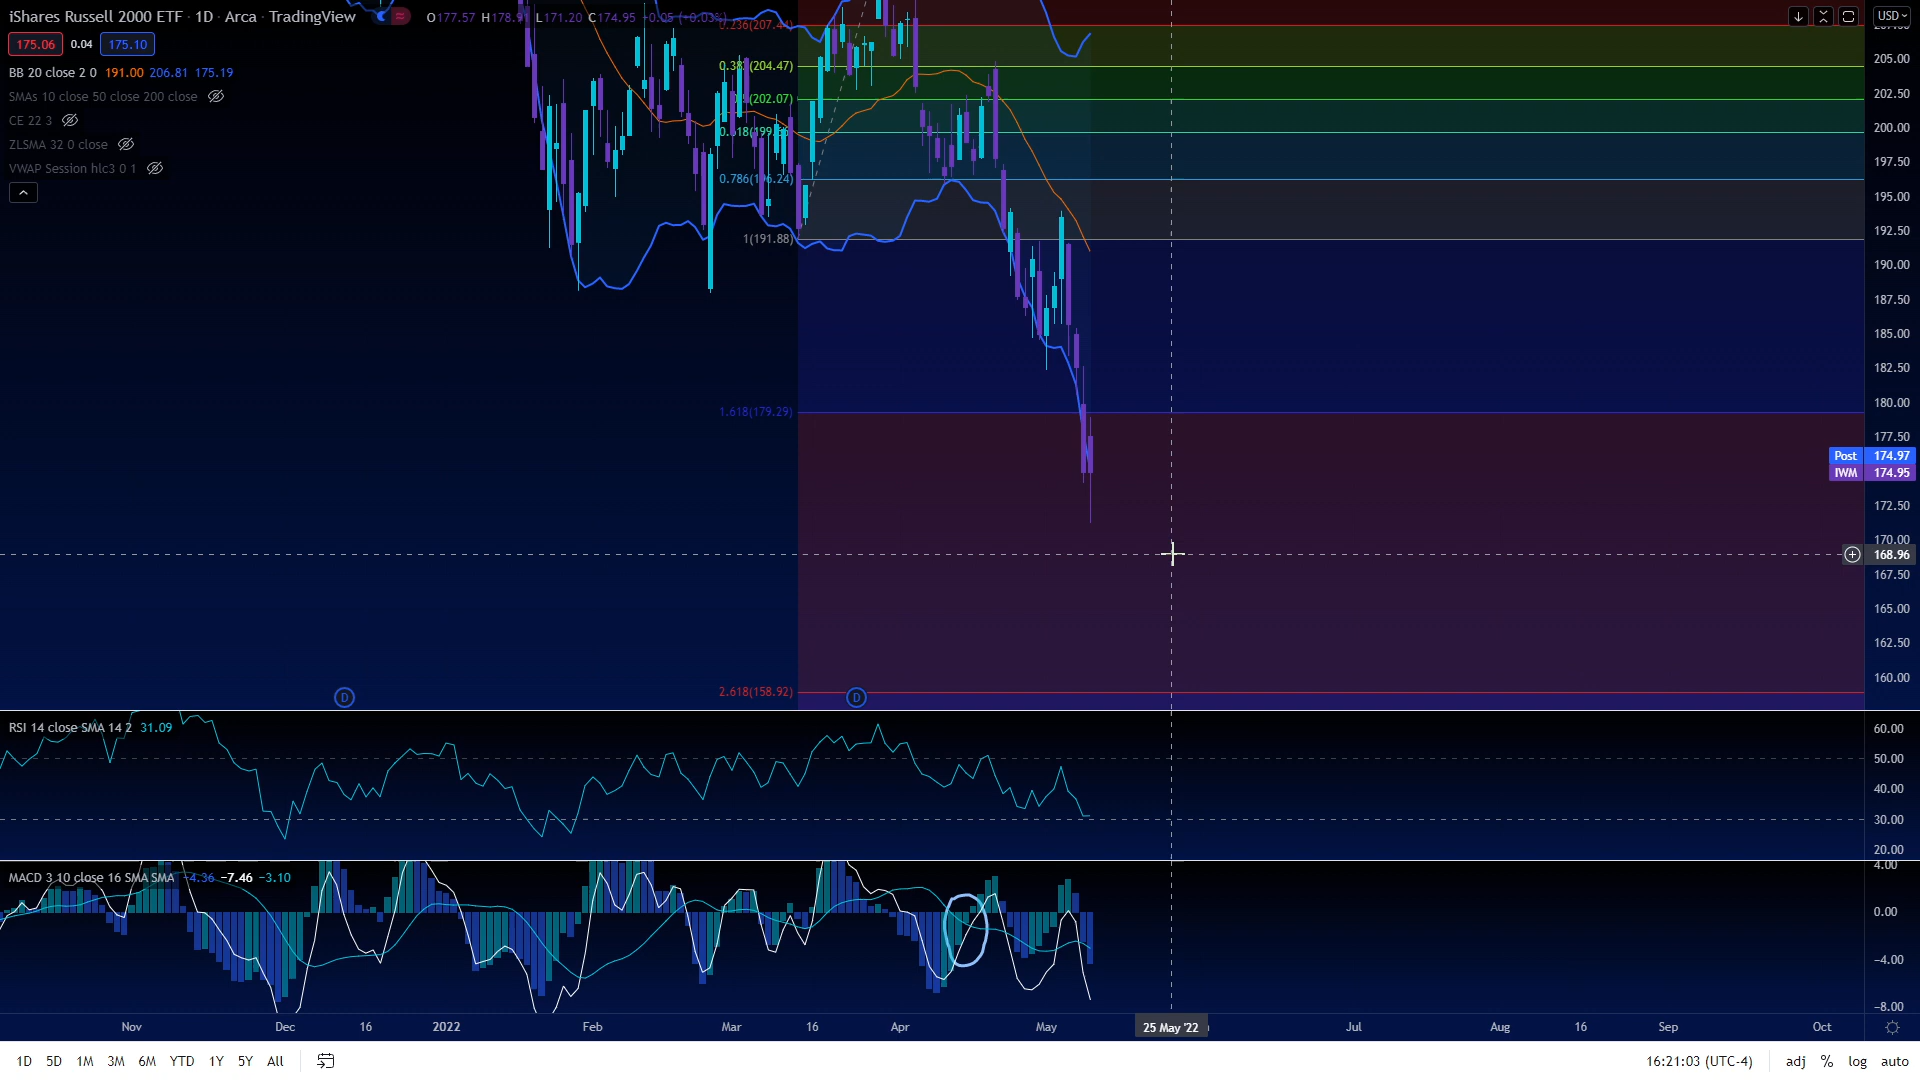 iShares Russell 2000 ETF · 1D · Arca · TradingView
O177.57 H178.91 L171.20 C174.95 −0.05 (−0.03%)
USD
175.06 0.04 175.10
BB 20 close 2 0 191.00 206.81 175.19
SMAs 10 close 50 close 200 close
CE 22 3
ZLSMA 32 0 close
VWAP Session hlc3 0 1
0.236(207.44)
0.382(204.47)
0.5(202.07)
0.786(196.24)
1(191.88)
1.618(179.29)
2.618(158.92)
205.00
202.50
200.00
197.50
195.00
192.50
190.00
187.50
185.00
182.50
180.00
177.50
Post 174.97
IWM 174.95
172.50
170.00
168.96
167.50
165.00
162.50
160.00
D D
RSI 14 close SMA 14 2 31.09
60.00
50.00
40.00
30.00
20.00
MACD 3 10 close 16 SMA SMA −4.36 −7.46 −3.10
4.00
0.00
−4.00
−8.00
Nov Dec 16 2022 Feb Mar 16 Apr May 25 May '22 Jul Aug 16 Sep Oct
1D 5D 1M 3M 6M YTD 1Y 5Y All 16:21:03 (UTC-4) adj % log auto